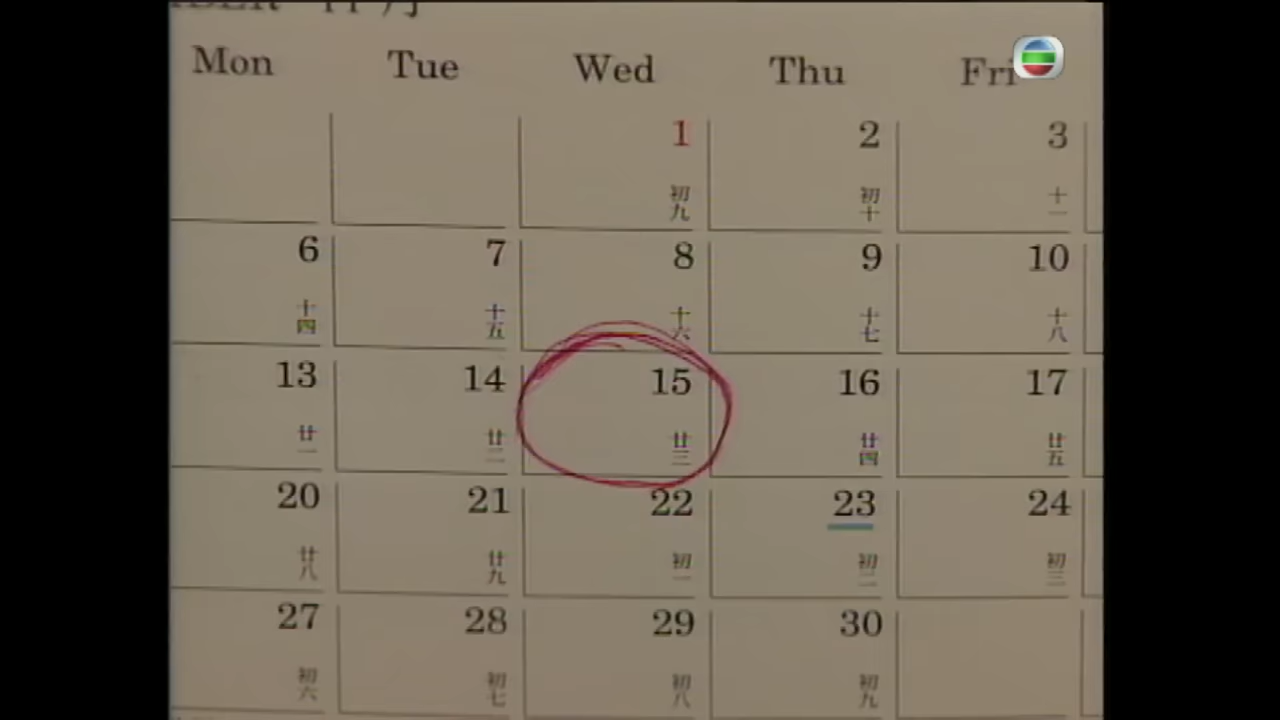 Mon Tue Wed Thu Fri
1 2 3
初九 初十 十一
6 7 8 9 10
十四 十五 十六 十七 十八
13 14 15 16 17
廿一 廿二 廿三 廿四 廿五
20 21 22 23 24
廿八 廿九 初一 初二 初三
27 28 29 30
初六 初七 初八 初九